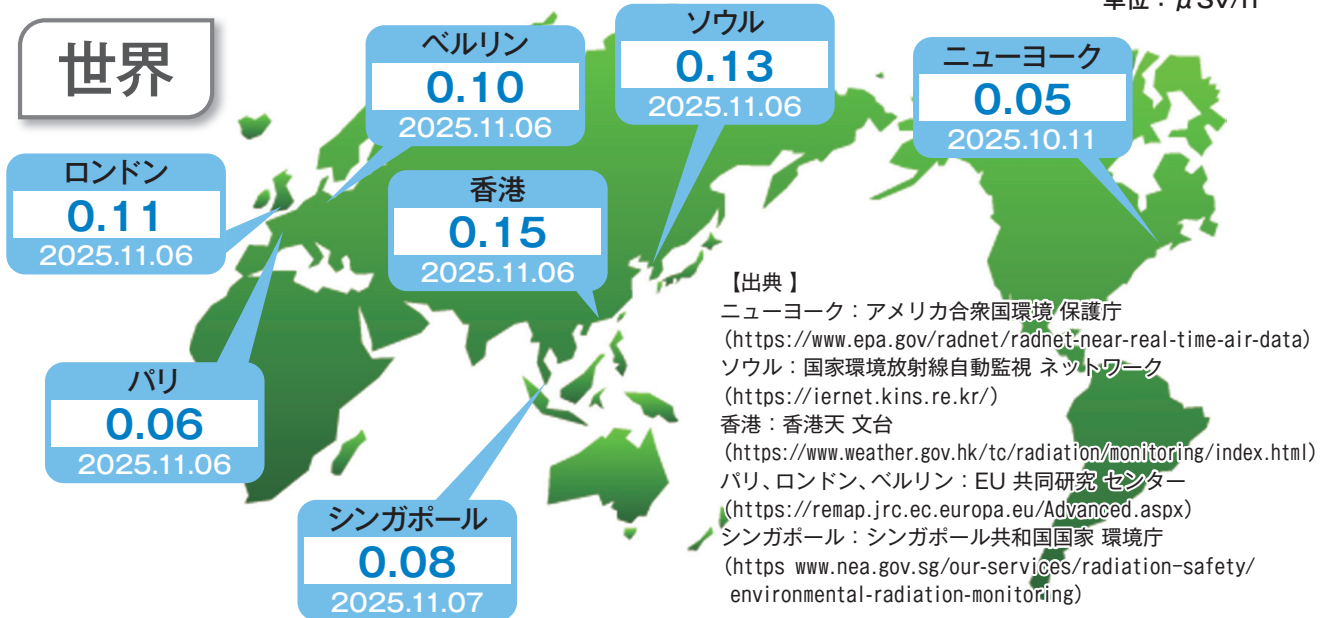 単位：μSv/h
世界
ベルリン
0.10
2025.11.06
ソウル
0.13
2025.11.06
ニューヨーク
0.05
2025.10.11
ロンドン
0.11
2025.11.06
香港
0.15
2025.11.06
パリ
0.06
2025.11.06
シンガポール
0.08
2025.11.07
【出典 】
ニューヨーク：アメリカ合衆国環境 保護庁
(https://www.epa.gov/radnet/radnet-near-real-time-air-data)
ソウル：国家環境放射線自動監視 ネットワーク
(https://iernet.kins.re.kr/)
香港：香港天 文台
(https://www.weather.gov.hk/tc/radiation/monitoring/index.html)
パリ、ロンドン、ベルリン：EU 共同研究 センター
(https://remap.jrc.ec.europa.eu/Advanced.aspx)
シンガポール：シンガポール共和国国家 環境庁
(https www.nea.gov.sg/our-services/radiation-safety/
environmental-radiation-monitoring)